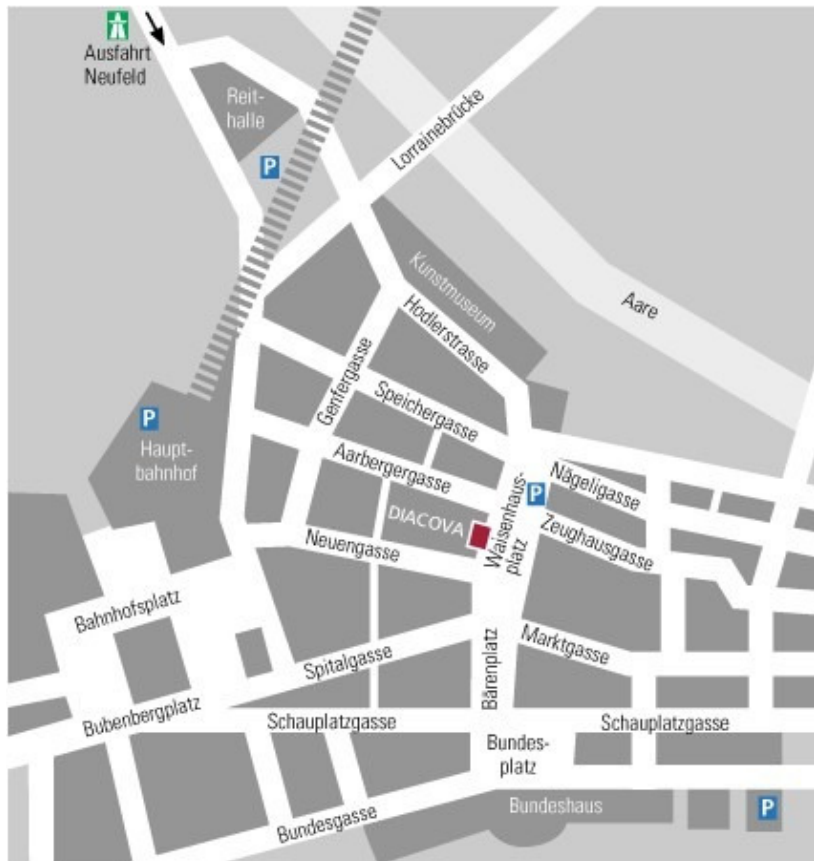 Ausfahrt
Neufeld
Reit-
halle
P
Lorrainebrücke
Kunstmuseum
Aare
Hodlerstrasse
Genfergasse
Speichergasse
P
Haupt-
bahnhof
Aarbergergasse
Nägeligasse
P
DIACOVA
Waisenhaus-
platz
Zeughausgasse
Neuengasse
Bahnhofsplatz
Marktgasse
Spitalgasse
Bärenplatz
Bubenbergplatz
Schauplatzgasse
Schauplatzgasse
Bundes-
platz
Bundesgasse
Bundeshaus
P